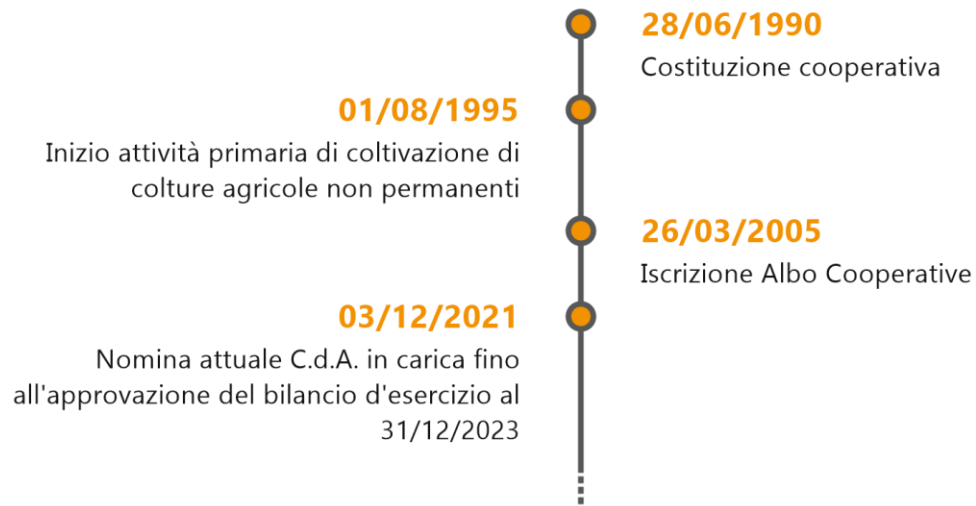 28/06/1990
Costituzione cooperativa
01/08/1995
Inizio attività primaria di coltivazione di
colture agricole non permanenti
26/03/2005
Iscrizione Albo Cooperative
03/12/2021
Nomina attuale C.d.A. in carica fino
all'approvazione del bilancio d'esercizio al
31/12/2023